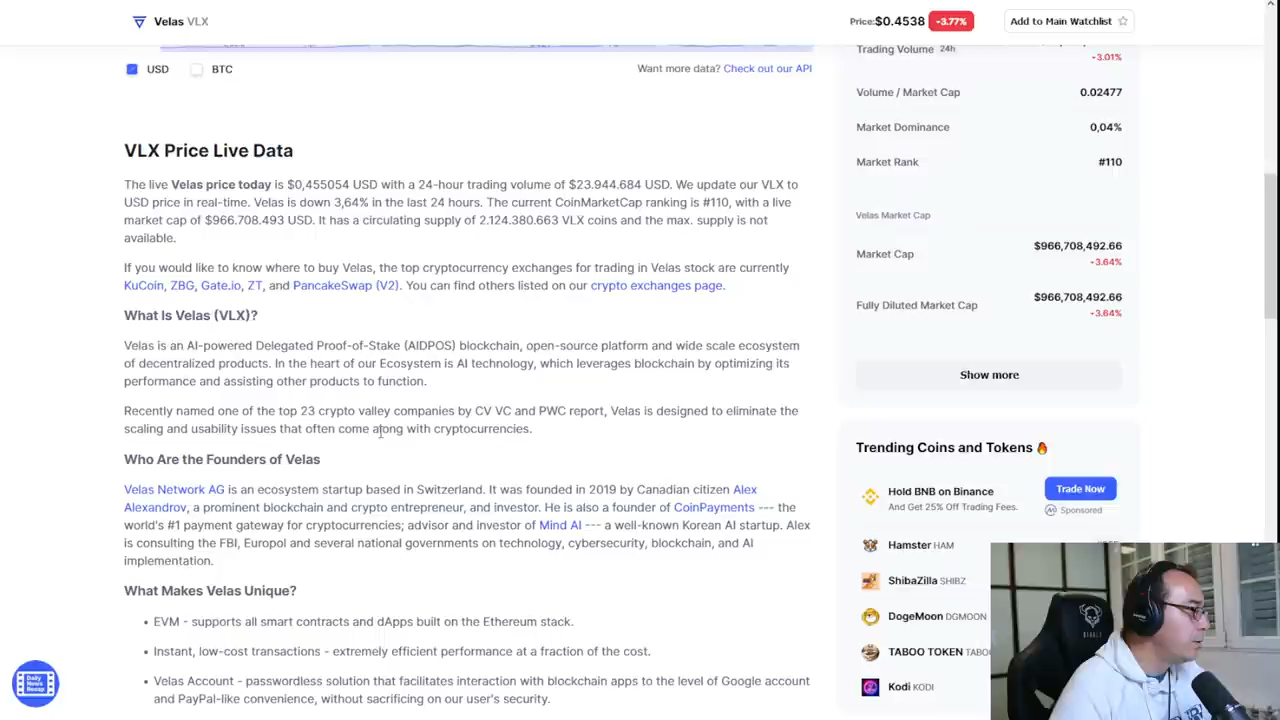 Velas VLX
Price: $0.4538 -3.77% Add to Main Watchlist
USD BTC
Want more data? Check out our API
VLX Price Live Data
The live Velas price today is $0,455054 USD with a 24-hour trading volume of $23.944.684 USD. We update our VLX to
USD price in real-time. Velas is down 3,64% in the last 24 hours. The current CoinMarketCap ranking is #110, with a live
market cap of $966.708.493 USD. It has a circulating supply of 2.124.380.663 VLX coins and the max. supply is not
available.
If you would like to know where to buy Velas, the top cryptocurrency exchanges for trading in Velas stock are currently
KuCoin, ZBG, Gate.io, ZT, and PancakeSwap (V2). You can find others listed on our crypto exchanges page.
What Is Velas (VLX)?
Velas is an AI-powered Delegated Proof-of-Stake (AIDPOS) blockchain, open-source platform and wide scale ecosystem
of decentralized products. In the heart of our Ecosystem is AI technology, which leverages blockchain by optimizing its
performance and assisting other products to function.
Recently named one of the top 23 crypto valley companies by CV VC and PWC report, Velas is designed to eliminate the
scaling and usability issues that often come along with cryptocurrencies.
Who Are the Founders of Velas
Velas Network AG is an ecosystem startup based in Switzerland. It was founded in 2019 by Canadian citizen Alex
Alexandrov, a prominent blockchain and crypto entrepreneur, and investor. He is also a founder of CoinPayments --- the
world's #1 payment gateway for cryptocurrencies; advisor and investor of Mind AI --- a well-known Korean AI startup. Alex
is consulting the FBI, Europol and several national governments on technology, cybersecurity, blockchain, and AI
implementation.
What Makes Velas Unique?
• EVM - supports all smart contracts and dApps built on the Ethereum stack.
• Instant, low-cost transactions - extremely efficient performance at a fraction of the cost.
• Velas Account - passwordless solution that facilitates interaction with blockchain apps to the level of Google account
and PayPal-like convenience, without sacrificing on our user's security.
Daily
News
Recap
Trading Volume 24h
-3.01%
Volume / Market Cap 0.02477
Market Dominance 0,04%
Market Rank #110
Velas Market Cap
Market Cap $966,708,492.66
-3.64%
Fully Diluted Market Cap $966,708,492.66
-3.64%
Show more
Trending Coins and Tokens
Hold BNB on Binance Trade Now
And Get 25% Off Trading Fees. Sponsored
Hamster HAM
ShibaZilla SHIBZ
DogeMoon DGMOON
TABOO TOKEN
Kodi KODI